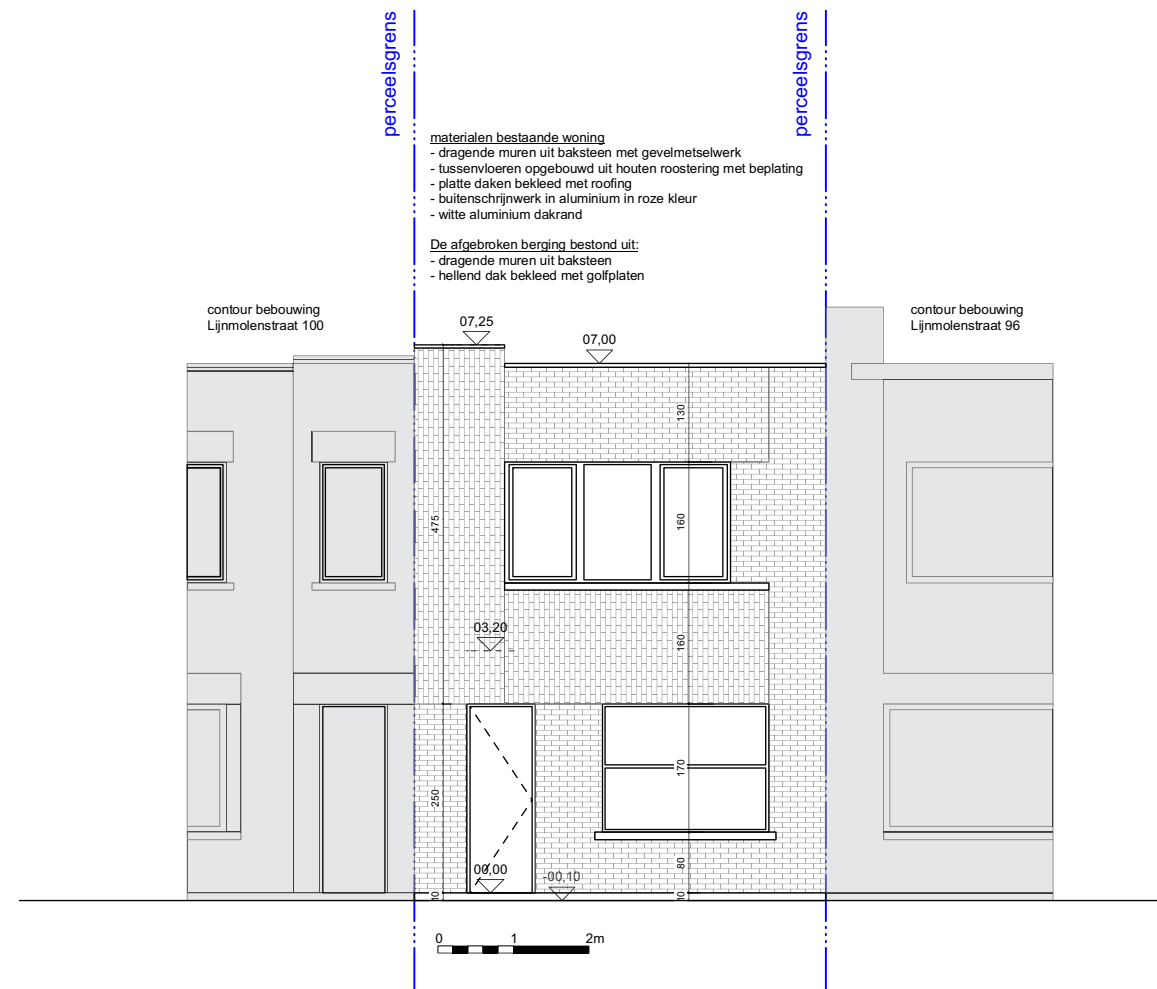 perceelsgrens
perceelsgrens
materialen bestaande woning
- dragende muren uit baksteen met gevelmetselwerk
- tussenvloeren opgebouwd uit houten roostering met beplating
- platte daken bekleed met roofing
- buitenschrijnwerk in aluminium in roze kleur
- witte aluminium dakrand
De afgebroken berging bestond uit:
- dragende muren uit baksteen
- hellend dak bekleed met golfplaten
contour bebouwing
Lijnmolenstraat 100
contour bebouwing
Lijnmolenstraat 96
07,25
07,00
130
475
160
03,20
160
170
250
80
00,00
-00,10
10
10
0 1 2m